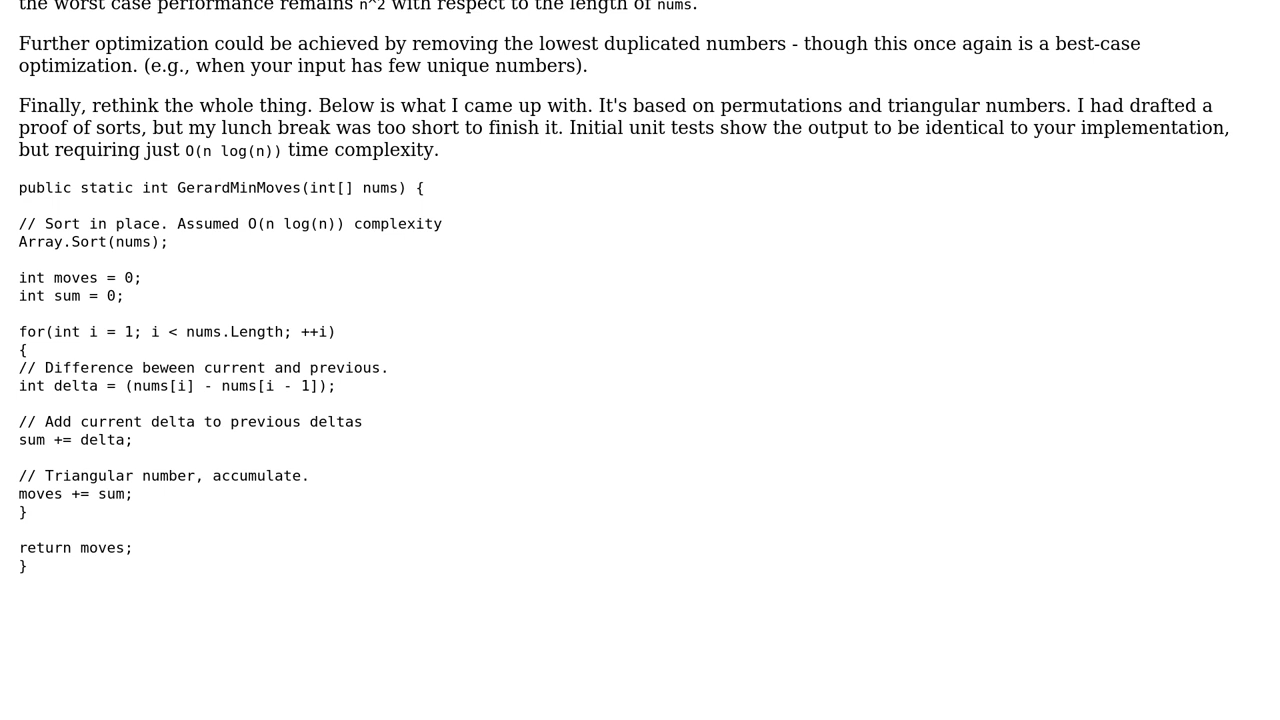 the worst case performance remains n^2 with respect to the length of nums.
Further optimization could be achieved by removing the lowest duplicated numbers - though this once again is a best-case
optimization. (e.g., when your input has few unique numbers).
Finally, rethink the whole thing. Below is what I came up with. It's based on permutations and triangular numbers. I had drafted a
proof of sorts, but my lunch break was too short to finish it. Initial unit tests show the output to be identical to your implementation,
but requiring just O(n log(n)) time complexity.
public static int GerardMinMoves(int[] nums) {
// Sort in place. Assumed O(n log(n)) complexity
Array.Sort(nums);
int moves = 0;
int sum = 0;
for(int i = 1; i < nums.Length; ++i)
{
// Difference beween current and previous.
int delta = (nums[i] - nums[i - 1]);
// Add current delta to previous deltas
sum += delta;
// Triangular number, accumulate.
moves += sum;
}
return moves;
}